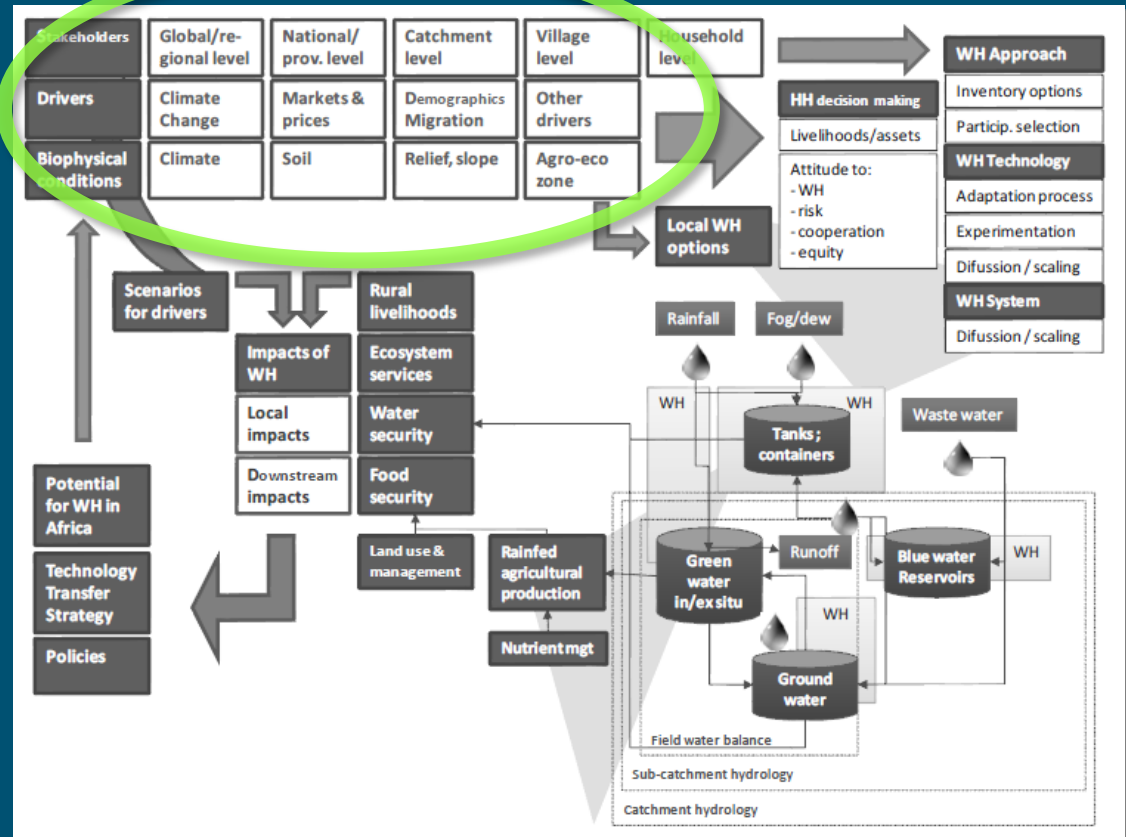 Stakeholders
Global/re-
gional level
National/
prov. level
Catchment
level
Village
level
Household
level
Drivers
Climate
Change
Markets &
prices
Demographics
Migration
Other
drivers
Biophysical
conditions
Climate
Soil
Relief, slope
Agro-eco
zone
HH decision making
Livelihoods/assets
Attitude to:
- WH
- risk
- cooperation
- equity
WH Approach
Inventory options
Particip. selection
WH Technology
Adaptation process
Experimentation
Difussion / scaling
WH System
Difussion / scaling
Local WH
options
Scenarios
for drivers
Rural
livelihoods
Impacts of
WH
Ecosystem
services
Local
impacts
Water
security
Downstream
impacts
Food
security
Land use &
management
Rainfed
agricultural
production
Nutrient mgt
Potential
for WH in
Africa
Technology
Transfer
Strategy
Policies
Rainfall
Fog/dew
WH
WH
Tanks ;
containers
Waste water
Green
water
in/ex situ
Runoff
Blue water
Reservoirs
WH
WH
Ground
water
Field water balance
Sub-catchment hydrology
Catchment hydrology